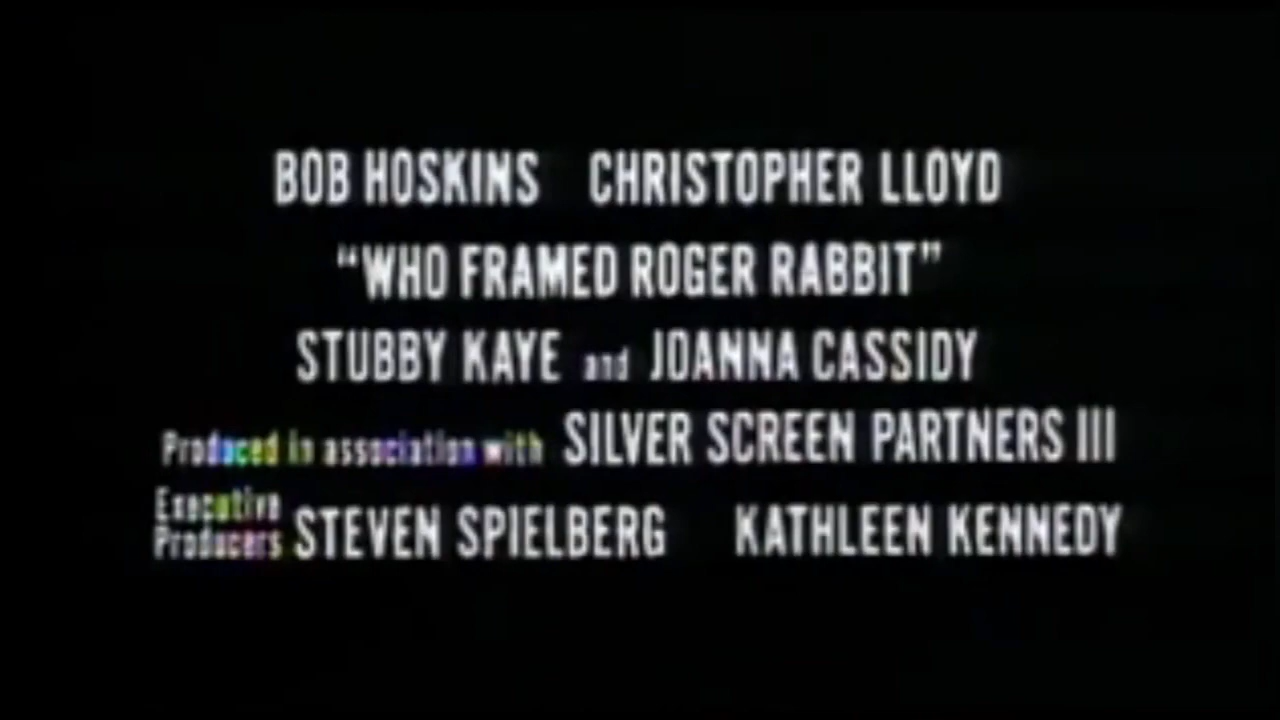 BOB HOSKINS CHRISTOPHER LLOYD
“WHO FRAMED ROGER RABBIT”
STUBBY KAYE and JOANNA CASSIDY
Produced in association with SILVER SCREEN PARTNERS III
Executive Producers STEVEN SPIELBERG KATHLEEN KENNEDY